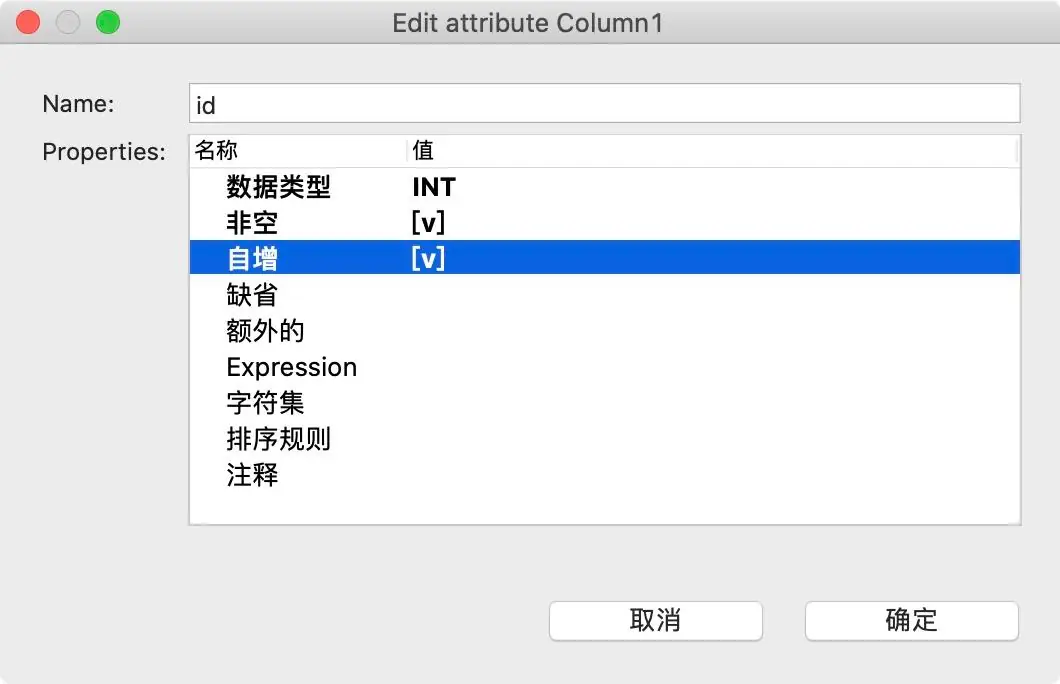 Edit attribute Column1
Name: id
Properties: 名称 值
数据类型 INT
非空 [v]
自增 [v]
缺省
额外的
Expression
字符集
排序规则
注释
取消 确定